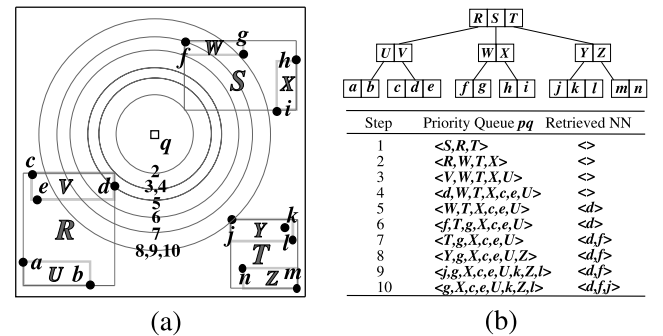 f W g
h
S X
i
q
c
e V d
2
3,4
5
6
7
8,9,10
R
a U b
j Y k
T l
n Z m
(a)
R S T
U V W X Y Z
a b c d e f g h i j k l m n
Step Priority Queue pq Retrieved NN
1 <S,R,T> <>
2 <R,W,T,X> <>
3 <V,W,T,X,U> <>
4 <d,W,T,X,c,e,U> <>
5 <W,T,X,c,e,U> <d>
6 <f,T,g,X,c,e,U> <d>
7 <T,g,X,c,e,U> <d,f>
8 <Y,g,X,c,e,U,Z> <d,f>
9 <j,g,X,c,e,U,k,Z,l> <d,f>
10 <g,X,c,e,U,k,Z,l> <d,f,j>
(b)